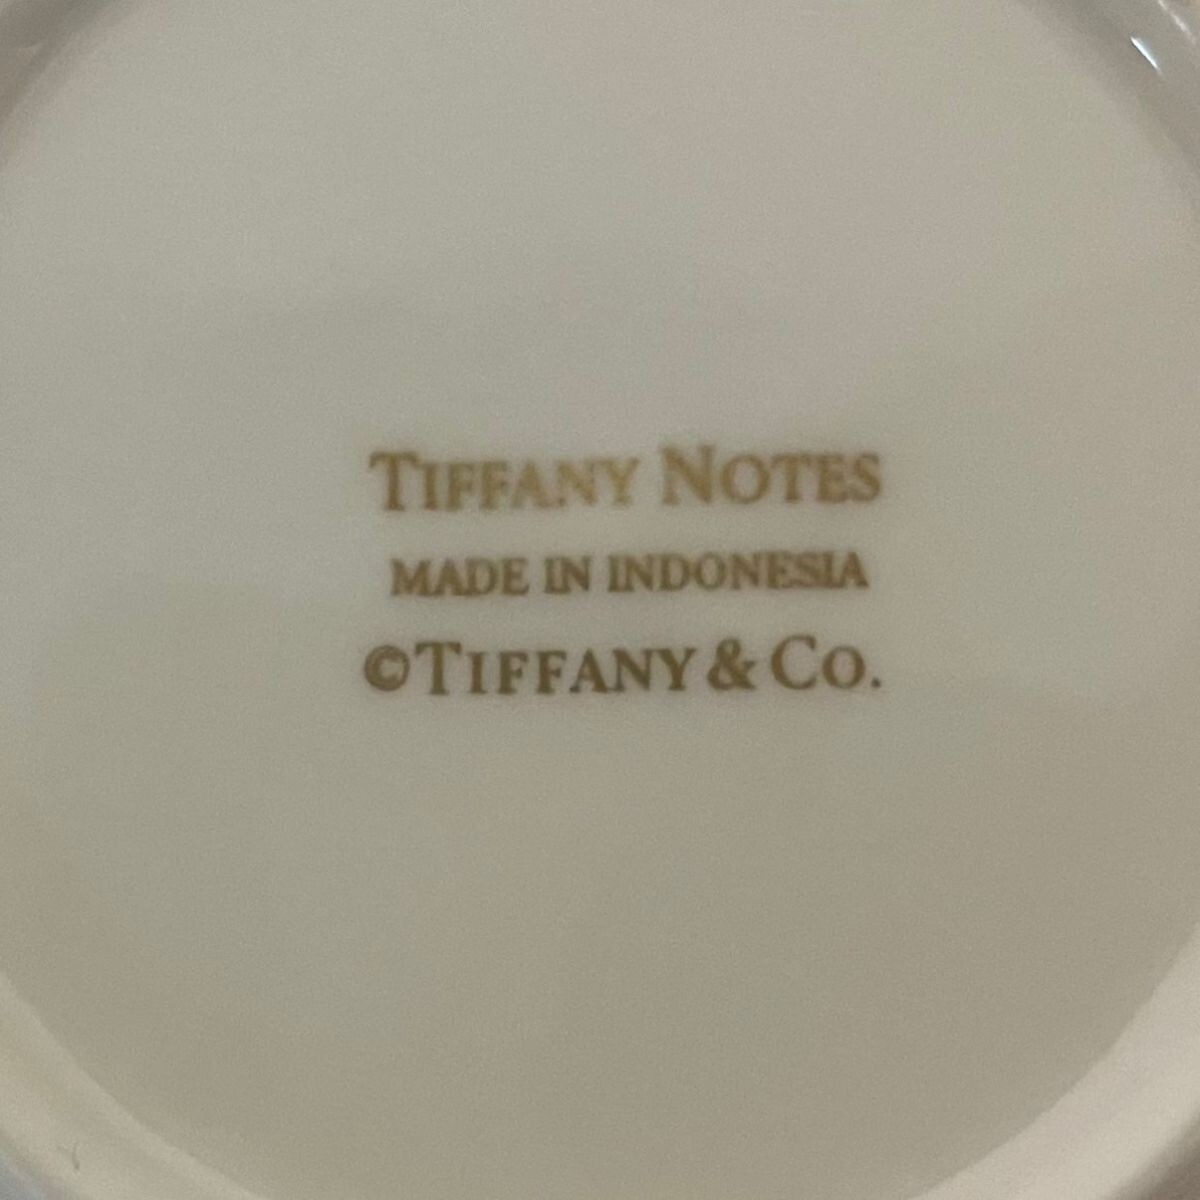 TIFFANY NOTES
MADE IN INDONESIA
©TIFFANY & CO.